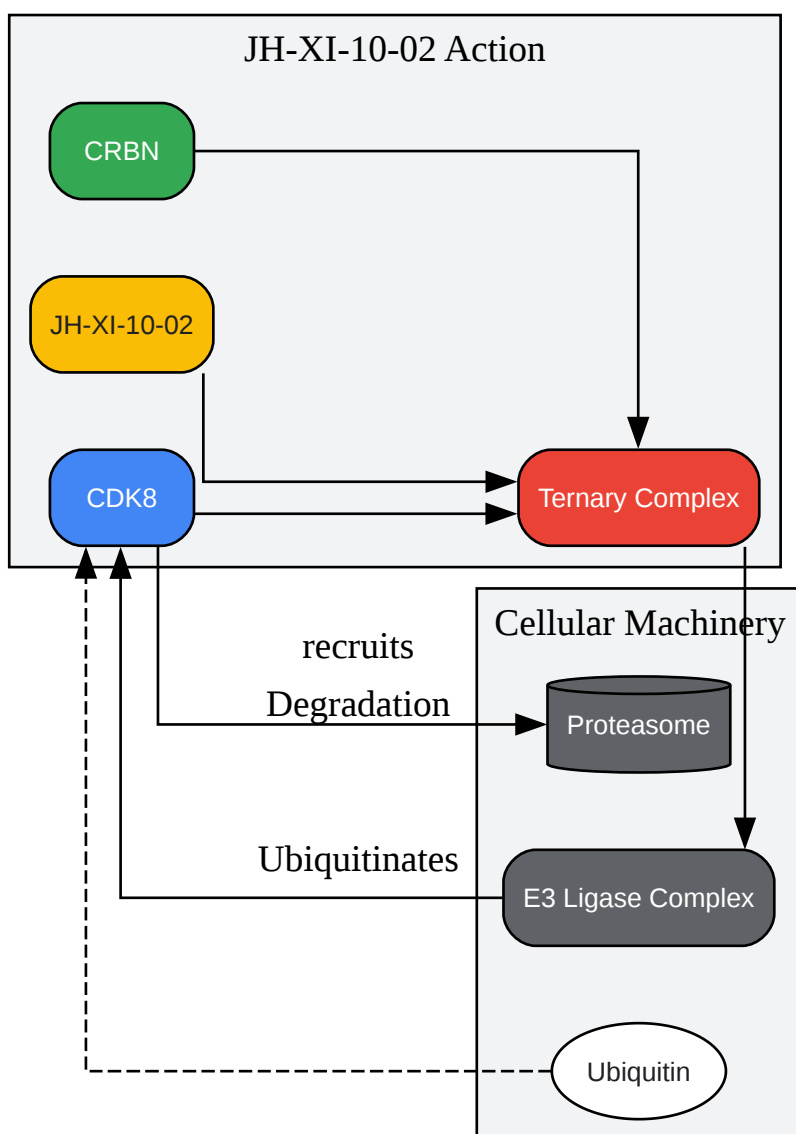 JH-XI-10-02 Action
CRBN
JH-XI-10-02
CDK8
Ternary Complex
Cellular Machinery
recruits
Degradation
Proteasome
Ubiquitinates
E3 Ligase Complex
Ubiquitin